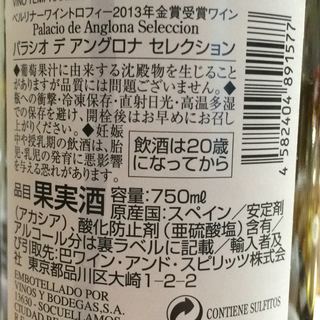 VINO
ベルリナーワイントロフィー2013年金賞受賞ワイン
Palacio de Anglona Seleccion
パラシオ デ アングロナ セレクション
●葡萄果汁に由来する沈殿物を生じること
がありますが品質には問題ございません。●
瓶への衝撃・冷凍保存・直射日光・高温多湿
での保存を避け、開栓後はお早めにお召し
上がりください。●妊娠
中や授乳期の飲酒は、胎
児・乳児の発育に悪影響
を与える恐れがあります。
飲酒は20歳
になってから
品目 果実酒 容量:750mℓ
原産国:スペイン/安定剤
(アカシア)、酸化防止剤(亜硫酸塩)含有/
アルコール分は裏ラベルに記載/輸入者及
び引取先:巴ワイン・アンド・スピリッツ株式会
東京都品川区大崎1-2-2
EMBOTELLADO POR
VINOS Y BODEGAS,S.A.
13630 SOCUELLAMOS
CIUDAD
CONTIENE SULFITOS
4 582404 891577